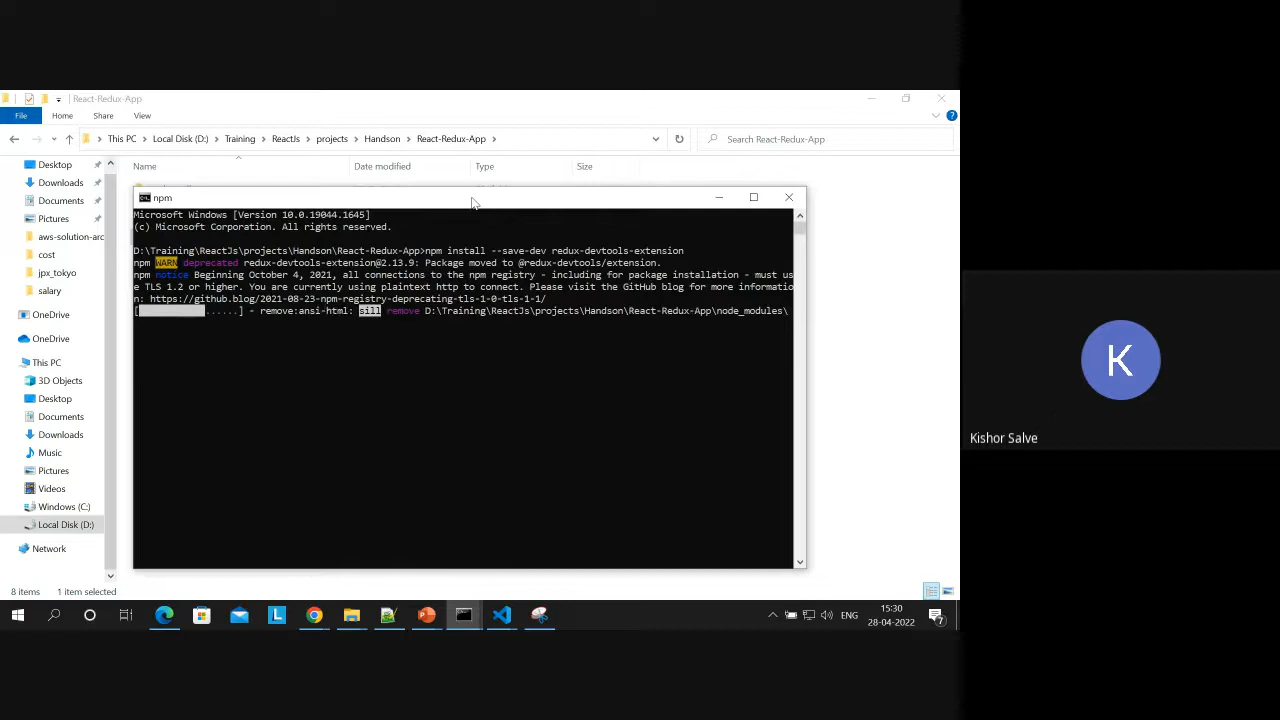 React-Redux-App
File
Home
Share
View
This PC
Local Disk (D:)
Training
ReactJs
projects
Handson
React-Redux-App
Search React-Redux-App
Name
Date modified
Type
Size
Desktop
Downloads
Documents
Pictures
aws-solution-arc
cost
jpx_tokyo
salary
OneDrive
OneDrive
This PC
3D Objects
Desktop
Documents
Downloads
Music
Pictures
Videos
Windows (C:)
Local Disk (D:)
Network
8 items
1 item selected
npm
Microsoft Windows [Version 10.0.19044.1645]
(c) Microsoft Corporation. All rights reserved.
D:\Training\ReactJs\projects\Handson\React-Redux-App>npm install --save-dev redux-devtools-extension
npm WARN deprecated redux-devtools-extension@2.13.9: Package moved to @redux-devtools/extension.
npm notice Beginning October 4, 2021, all connections to the npm registry - including for package installation - must us
e TLS 1.2 or higher. You are currently using plaintext http to connect. Please visit the GitHub blog for more informatio
n: https://github.blog/2021-08-23-npm-registry-deprecating-tls-1-0-tls-1-1/
[ ......] - remove:ansi-html: sill remove D:\Training\ReactJs\projects\Handson\React-Redux-App\node_modules\
L
ENG
15:30
28-04-2022
7
K
Kishor Salve